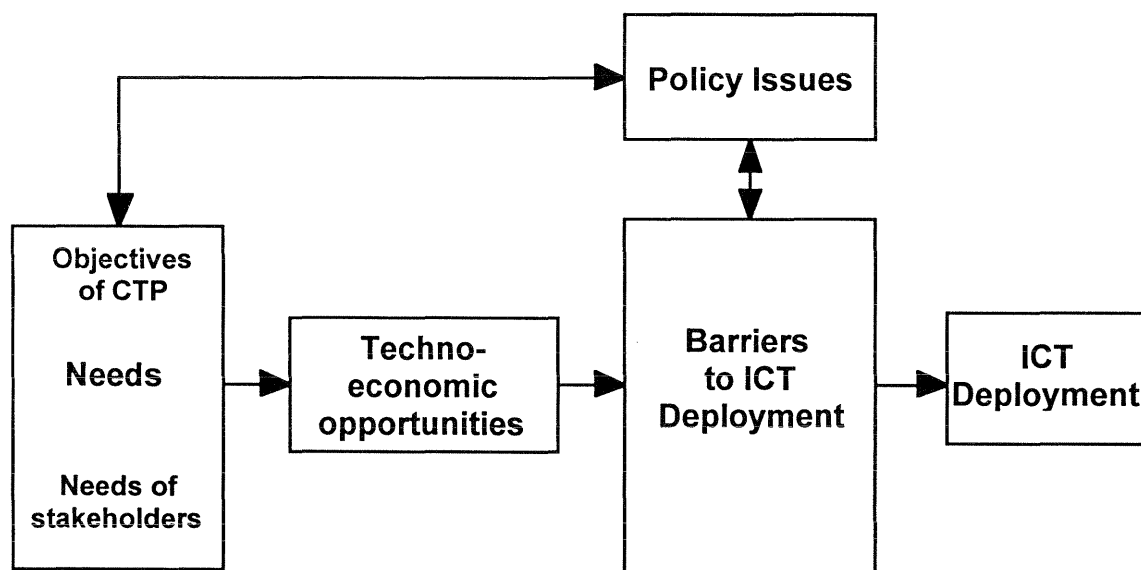 Policy Issues
Objectives
of CTP
Needs
Needs of
stakeholders
Techno-
economic
opportunities
Barriers
to ICT
Deployment
ICT
Deployment